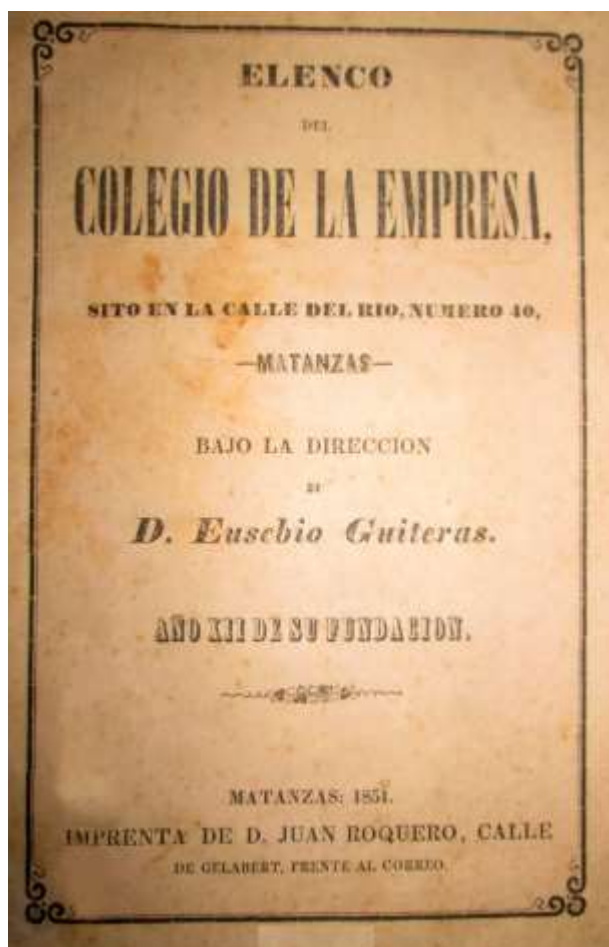 ELENCO
DEL
COLEGIO DE LA EMPRESA,
SITO EN LA CALLE DEL RIO, NUMERO 40,
—MATANZAS—
BAJO LA DIRECCION
DE
D. Eusebio Guiteras.
AÑO XII DE SU FUNDACION.
MATANZAS: 1851.
IMPRENTA DE D. JUAN ROQUERO, CALLE
DE GELABERT, FRENTE AL CORREO.